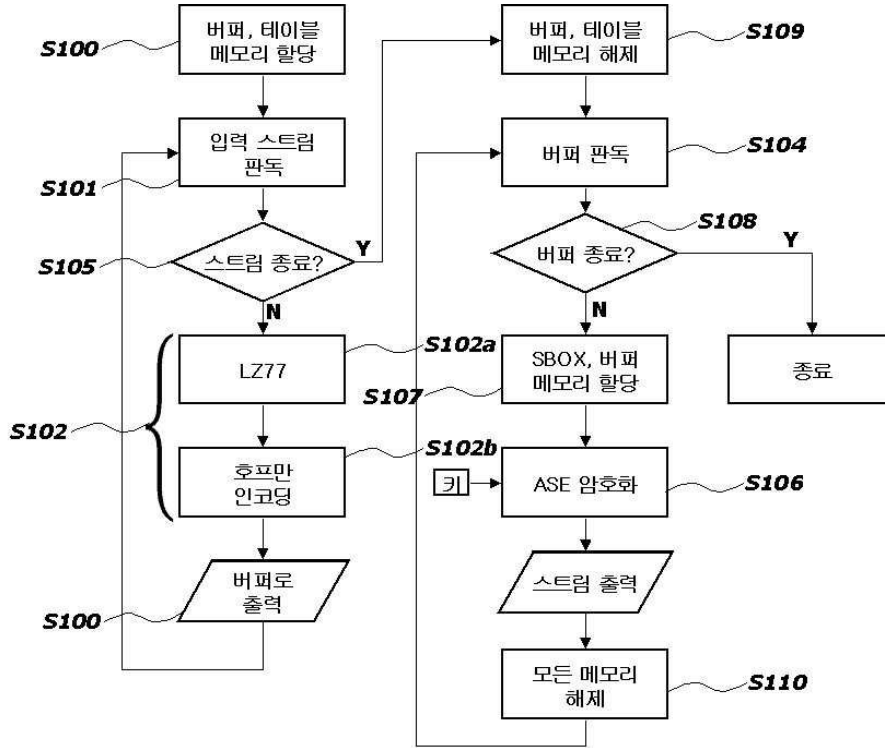 S100
버퍼, 테이블
메모리 할당
입력 스트림
판독
S101
S105
스트림 종료?
Y
N
S102
LZ77
S102a
호프만
인코딩
S102b
버퍼로
출력
S100
버퍼, 테이블
메모리 해제
S109
버퍼 판독
S104
버퍼 종료?
S108
Y
N
종료
SBOX, 버퍼
메모리 할당
S107
키
ASE 암호화
S106
스트림 출력
모든 메모리
해제
S110